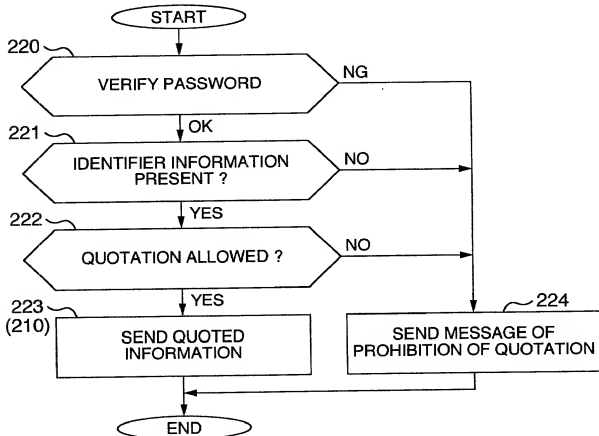 START
220
VERIFY PASSWORD
NG
OK
221
IDENTIFIER INFORMATION
PRESENT ?
NO
YES
222
QUOTATION ALLOWED ?
NO
YES
223
(210)
SEND QUOTED
INFORMATION
224
SEND MESSAGE OF
PROHIBITION OF QUOTATION
END